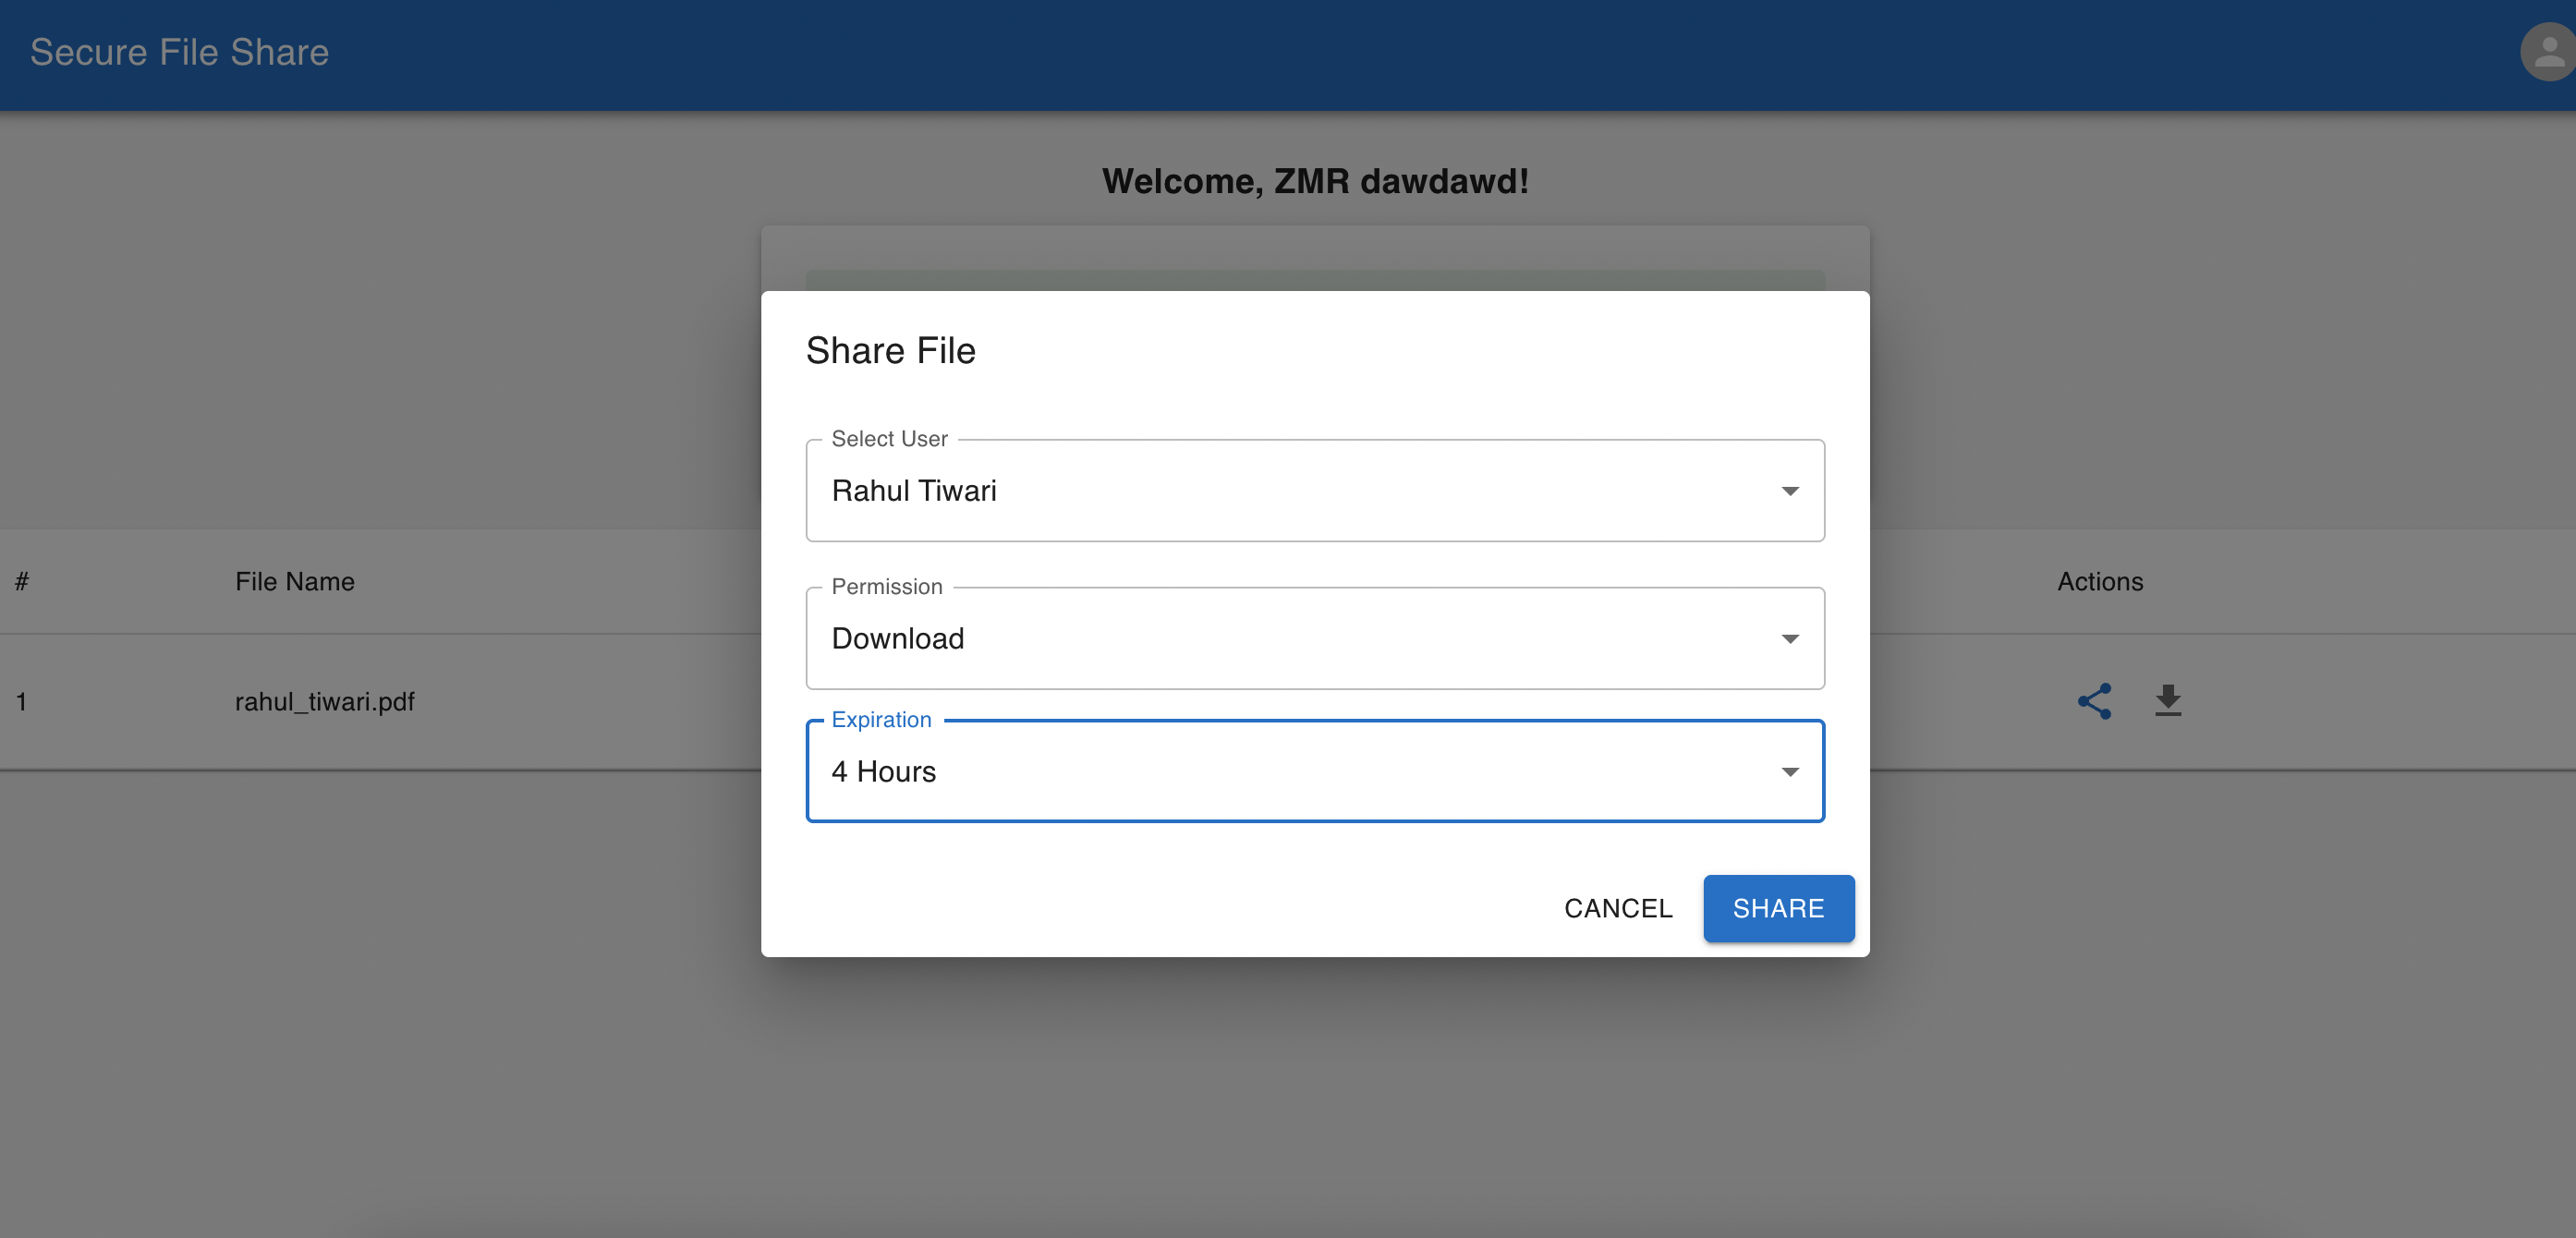 Secure File Share
Welcome, ZMR dawdawd!
Share File
Select User
Rahul Tiwari
Permission
Download
Expiration
4 Hours
CANCEL SHARE
# File Name Actions
1 rahul_tiwari.pdf